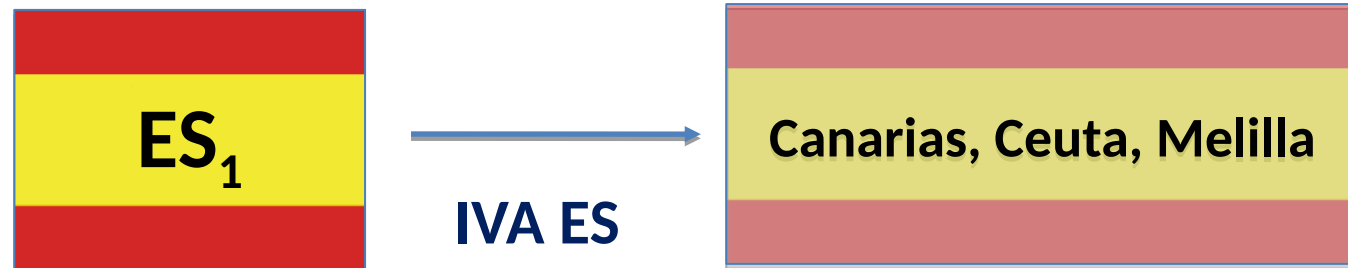 ES₁
Canarias, Ceuta, Melilla
IVA ES